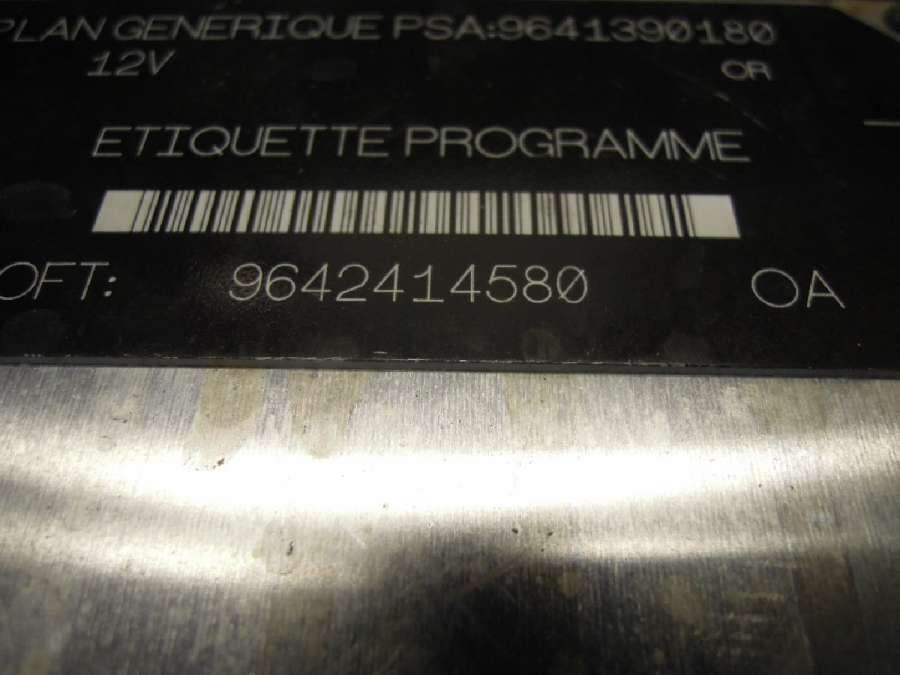 PLAN GENERIQUE PSA:9641390180
12V OR
ETIQUETTE PROGRAMME
OFT: 9642414580 OA